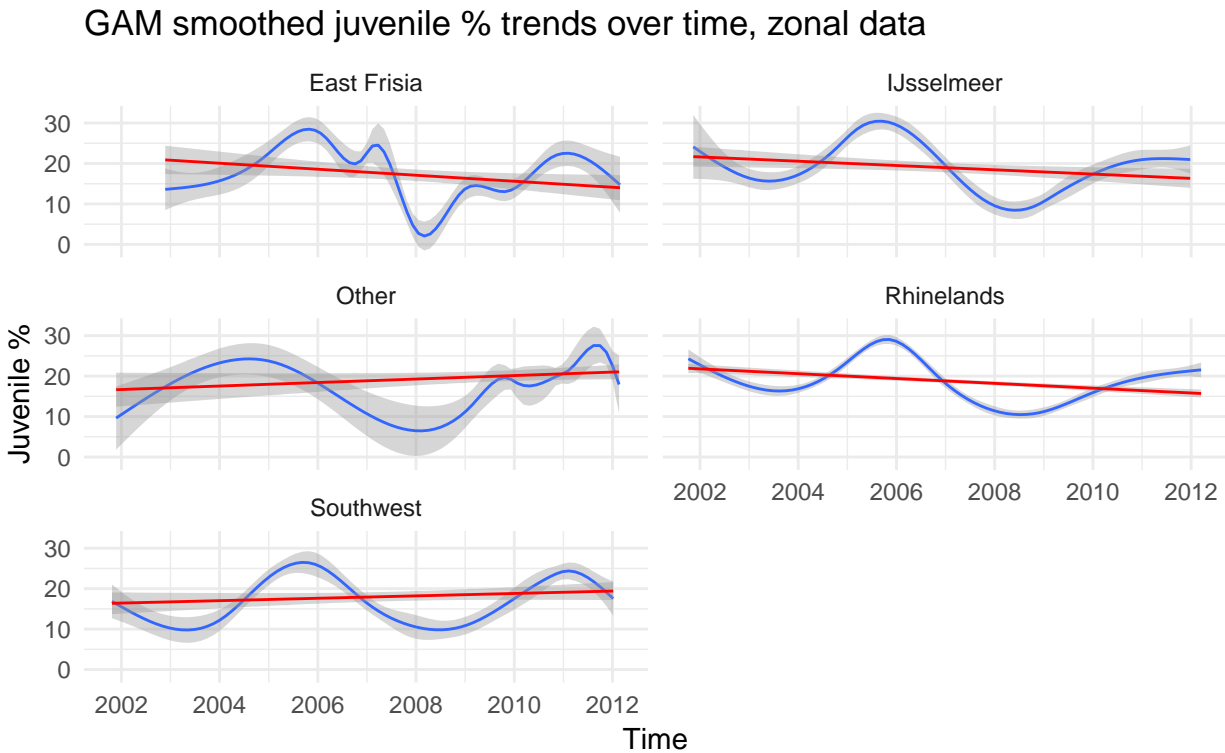 GAM smoothed juvenile % trends over time, zonal data
East Frisia
IJsselmeer
30
20
10
0
Other
Rhinelands
30
20
10
0
2002 2004 2006 2008 2010 2012
Southwest
30
20
10
0
2002 2004 2006 2008 2010 2012
Juvenile %
Time